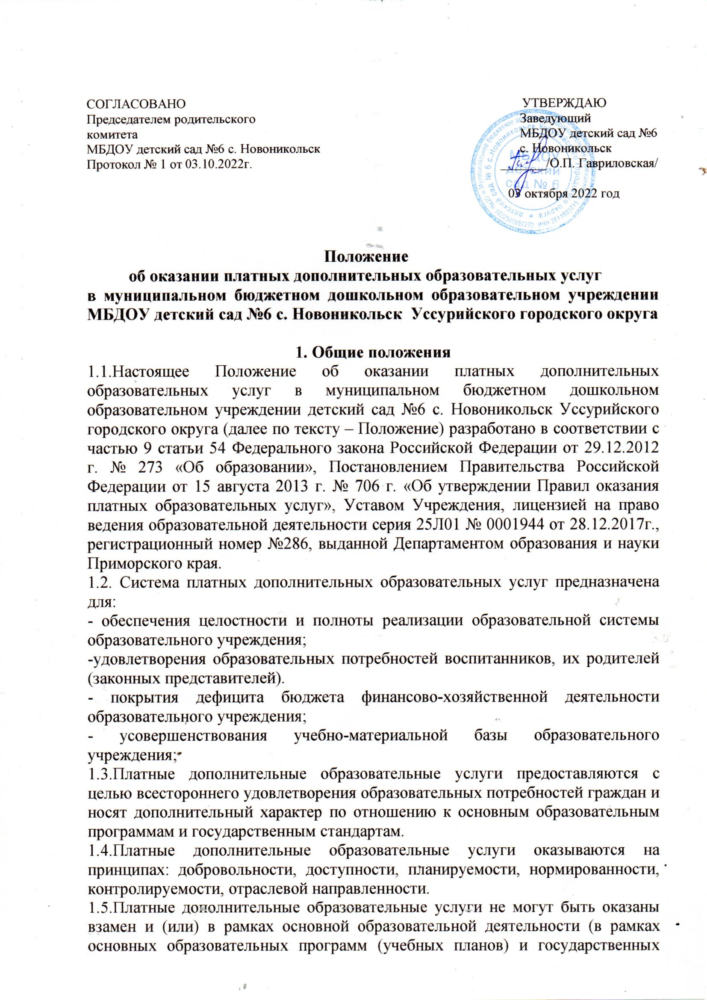 СОГЛАСОВАНО
Председателем родительского
комитета
МБДОУ детский сад №6 с. Новоникольск
Протокол № 1 от 03.10.2022г.
УТВЕРЖДАЮ
Заведующий
МБДОУ детский сад №6
с. Новоникольск
/О.П. Гавриловская/
03 октября 2022 год
МБДОУ
детский
сад № 6
Положение
об оказании платных дополнительных образовательных услуг
в муниципальном бюджетном дошкольном образовательном учреждении
МБДОУ детский сад №6 с. Новоникольск Уссурийского городского округа
1. Общие положения
1.1.Настоящее Положение об оказании платных дополнительных
образовательных услуг в муниципальном бюджетном дошкольном
образовательном учреждении детский сад №6 с. Новоникольск Уссурийского
городского округа (далее по тексту – Положение) разработано в соответствии с
частью 9 статьи 54 Федерального закона Российской Федерации от 29.12.2012
г. № 273 «Об образовании», Постановлением Правительства Российской
Федерации от 15 августа 2013 г. № 706 г. «Об утверждении Правил оказания
платных образовательных услуг», Уставом Учреждения, лицензией на право
ведения образовательной деятельности серия 25Л01 № 0001944 от 28.12.2017г.,
регистрационный номер №286, выданной Департаментом образования и науки
Приморского края.
1.2. Система платных дополнительных образовательных услуг предназначена
для:
- обеспечения целостности и полноты реализации образовательной системы
образовательного учреждения;
-удовлетворения образовательных потребностей воспитанников, их родителей
(законных представителей).
- покрытия дефицита бюджета финансово-хозяйственной деятельности
образовательного учреждения;
- усовершенствования учебно-материальной базы образовательного
учреждения;
1.3.Платные дополнительные образовательные услуги предоставляются с
целью всестороннего удовлетворения образовательных потребностей граждан и
носят дополнительный характер по отношению к основным образовательным
программам и государственным стандартам.
1.4.Платные дополнительные образовательные услуги оказываются на
принципах: добровольности, доступности, планируемости, нормированности,
контролируемости, отраслевой направленности.
1.5.Платные дополнительные образовательные услуги не могут быть оказаны
взамен и (или) в рамках основной образовательной деятельности (в рамках
основных образовательных программ (учебных планов) и государственных